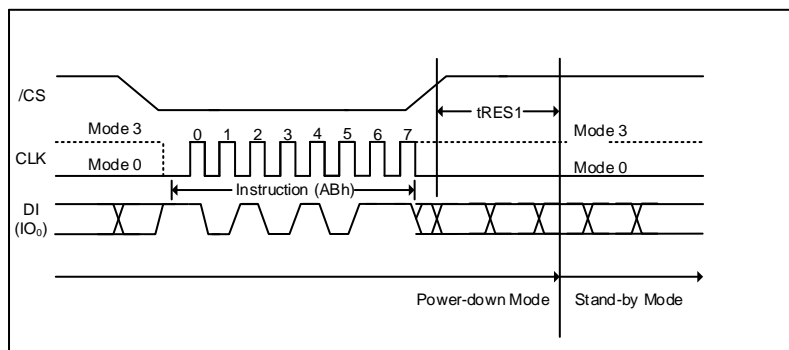 /CS
tRES1
Mode 3
0 1 2 3 4 5 6 7
Mode 3
CLK
Mode 0
Mode 0
Instruction (ABh)
DI
(IO₀)
Power-down Mode
Stand-by Mode